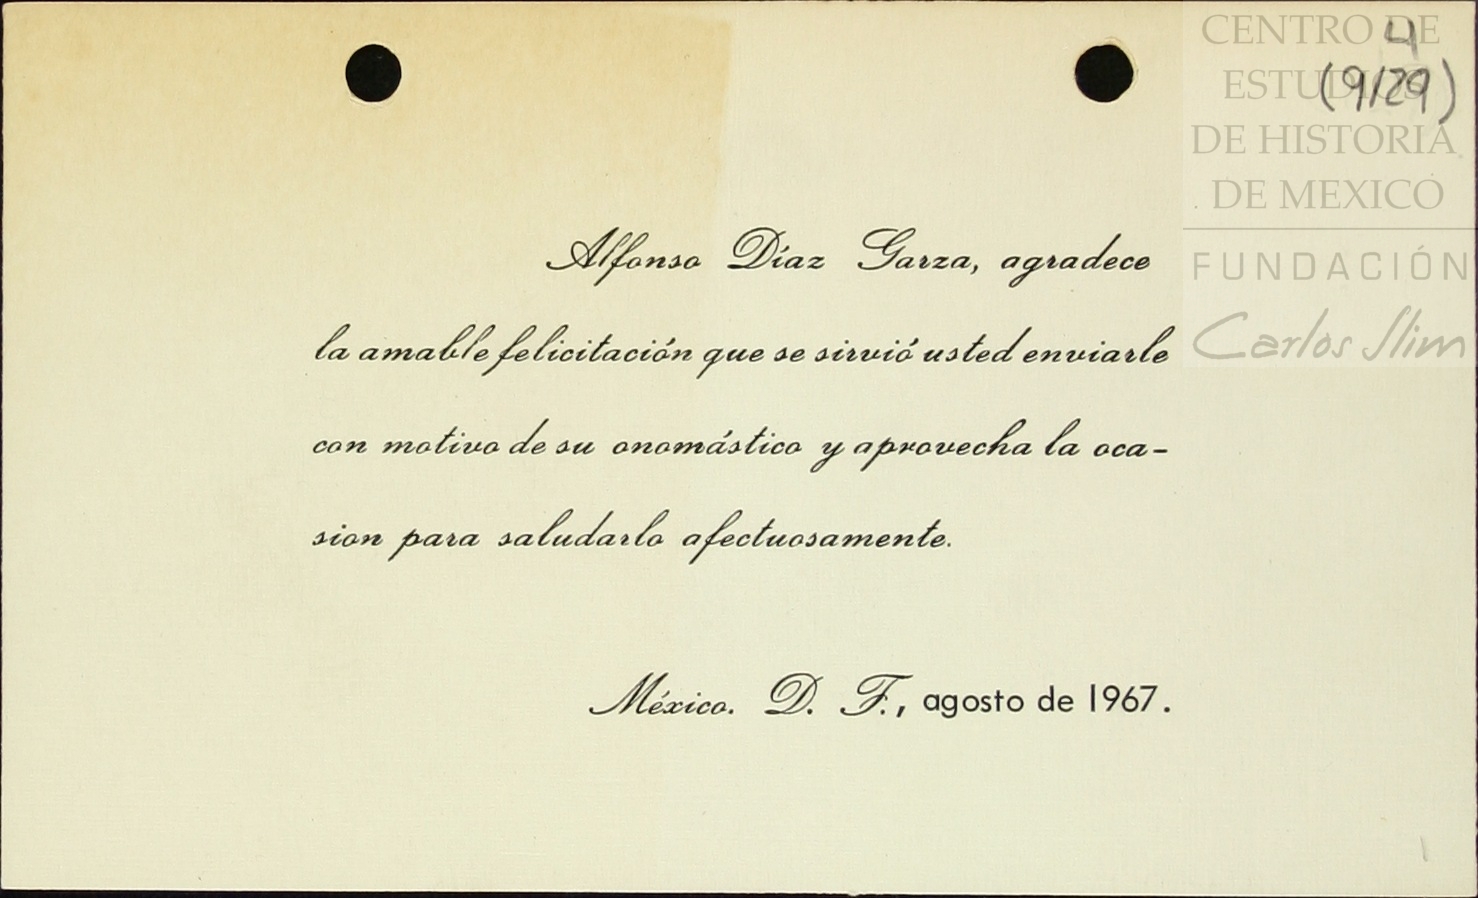 CENTRO DE
ESTUDIOS
DE HISTORIA
DE MEXICO
FUNDACIÓN
Carlos Slim
4
(9/29)
Alfonso Díaz Garza, agradece
la amable felicitación que se sirvió usted enviarle
con motivo de su onomástico y aprovecha la oca-
sion para saludarlo afectuosamente.
México. D. F., agosto de 1967.